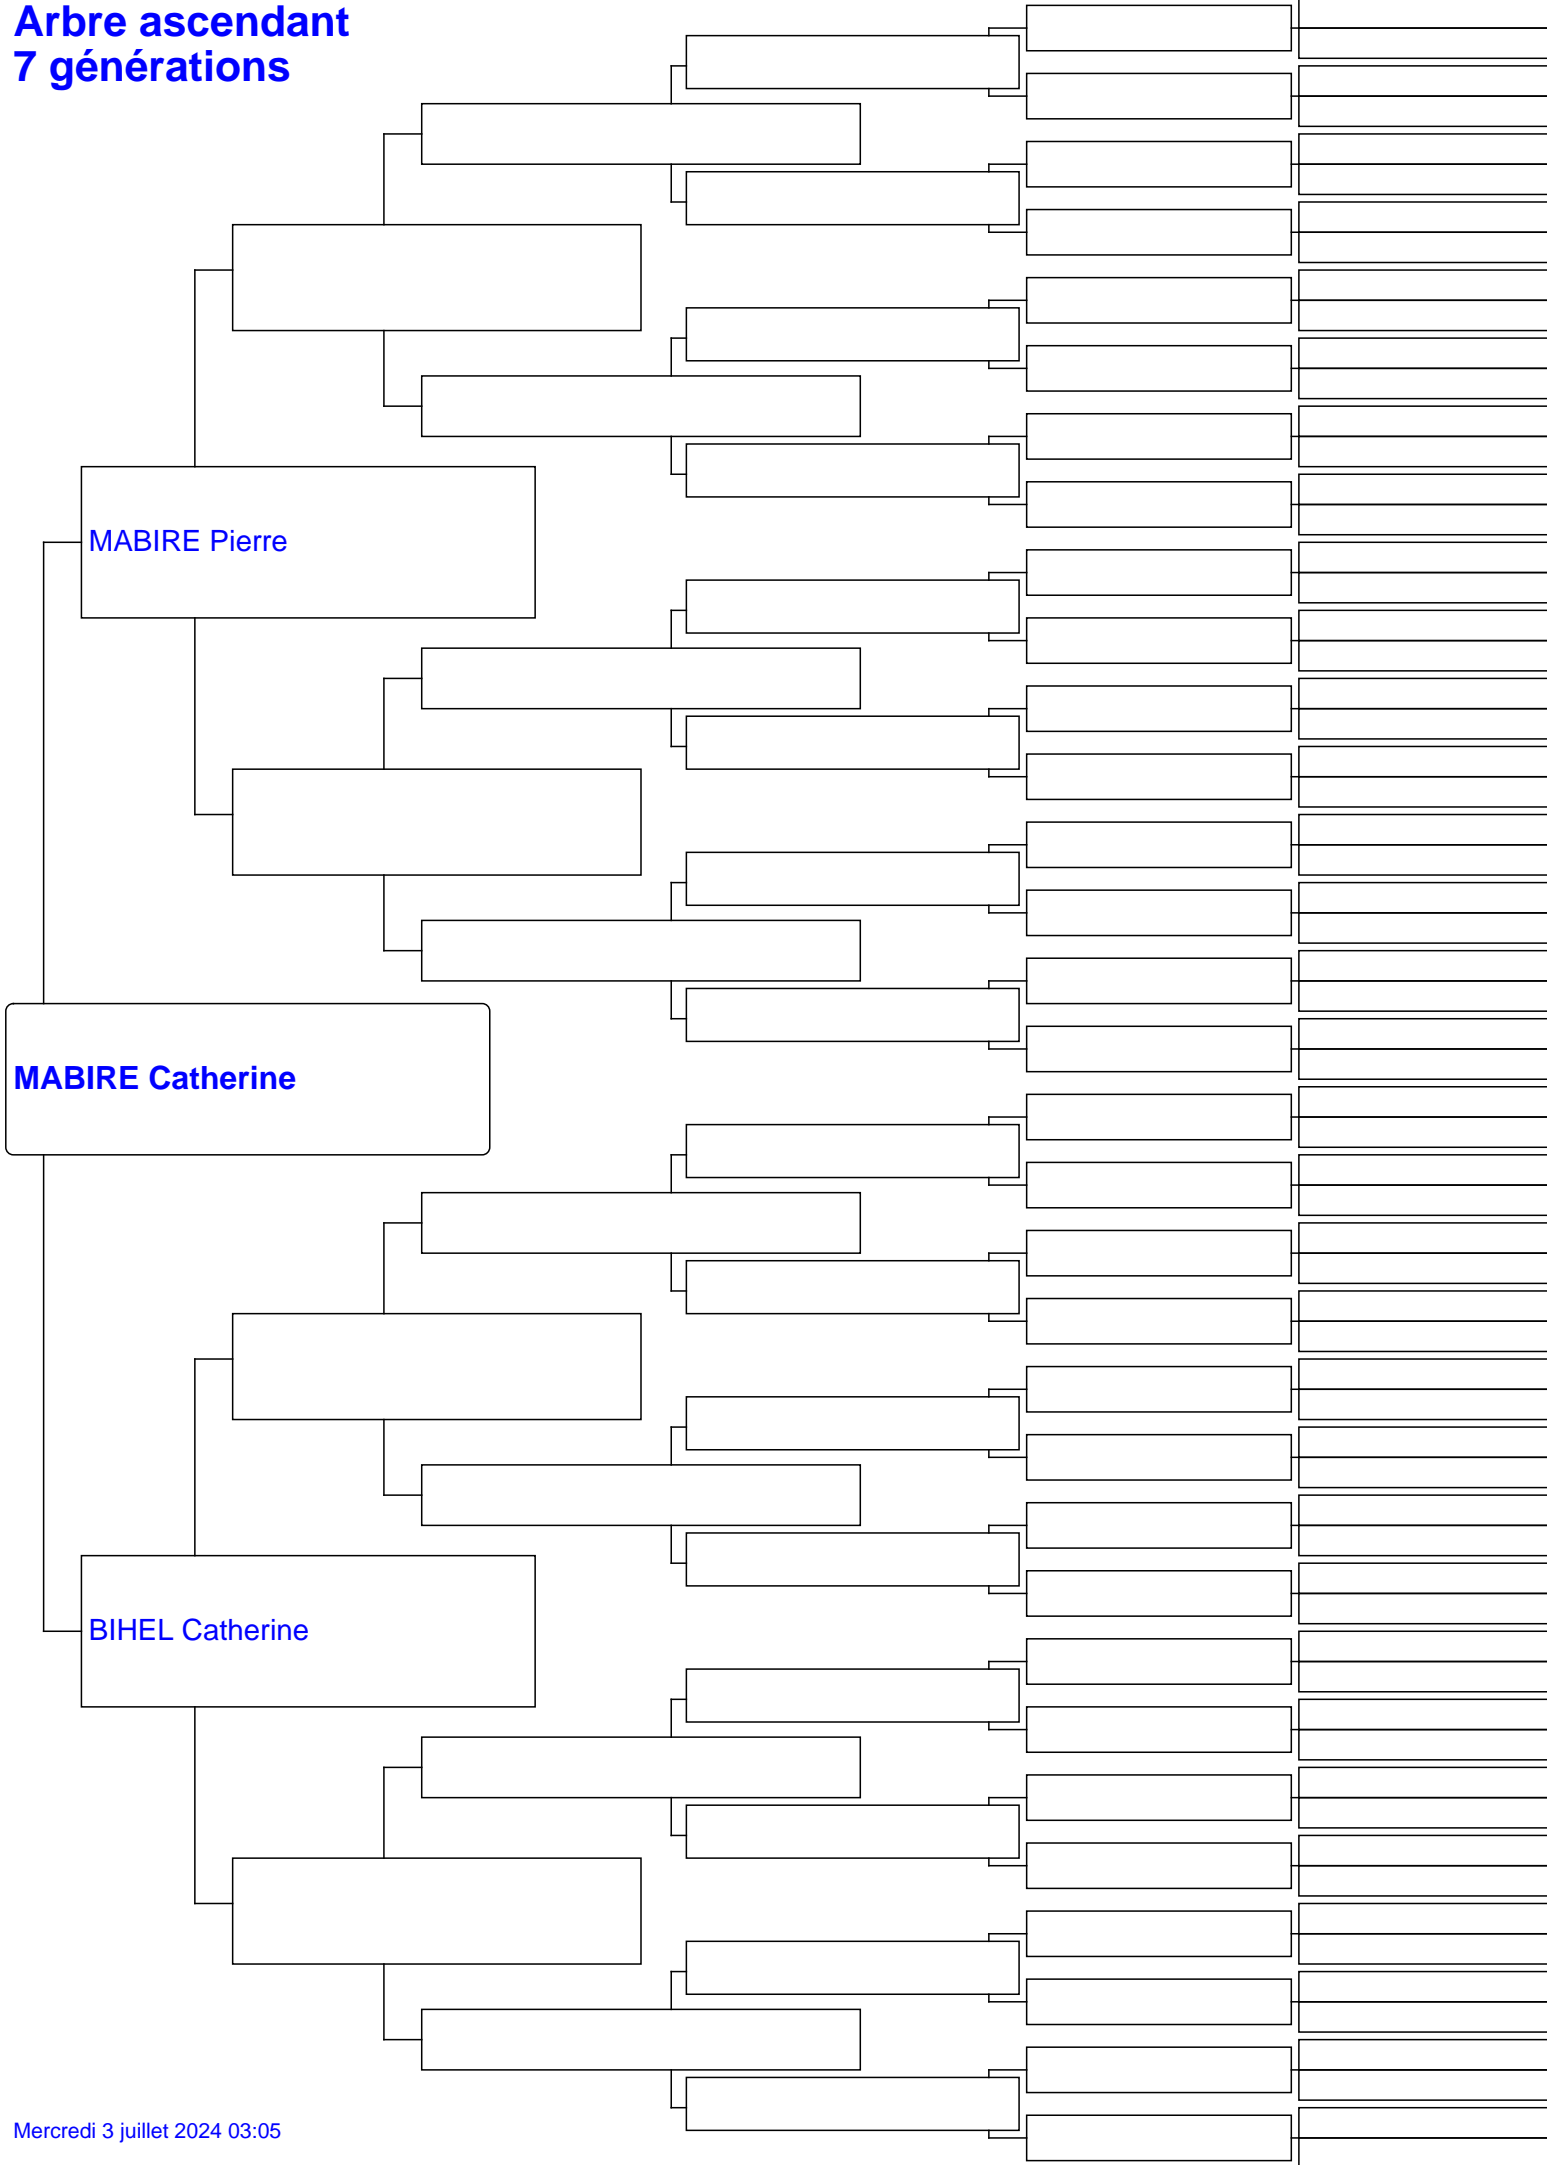 Arbre ascendant
7 générations
MABIRE Pierre
MABIRE Catherine
BIHEL Catherine
Mercredi 3 juillet 2024 03:05